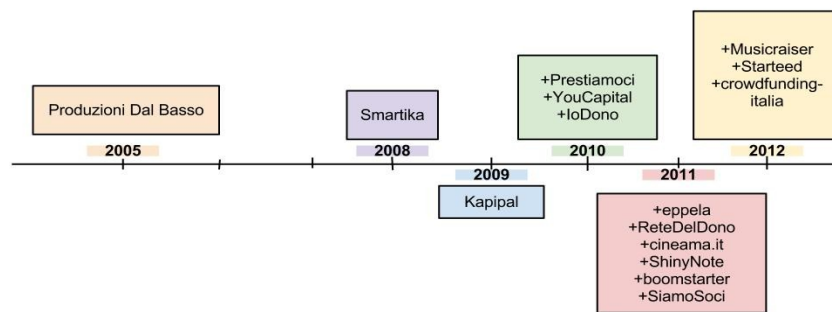 Produzioni Dal Basso
2005
Smartika
2008
2009
Kapipal
+Prestiamoci
+YouCapital
+IoDono
2010
2011
+eppela
+ReteDelDono
+cineama.it
+ShinyNote
+boomstarter
+SiamoSoci
+Musicraiser
+Starteed
+crowdfunding-
italia
2012